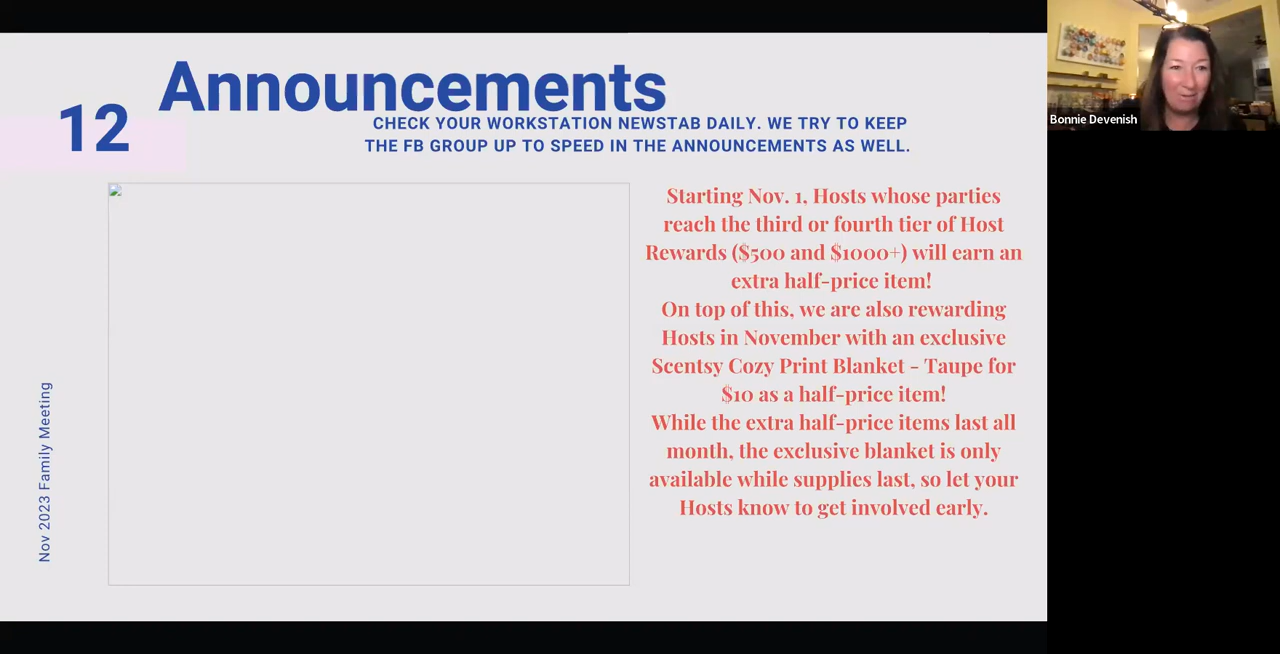 Announcements
12
CHECK YOUR WORKSTATION NEWSTAB DAILY. WE TRY TO KEEP
THE FB GROUP UP TO SPEED IN THE ANNOUNCEMENTS AS WELL.
Starting Nov. 1, Hosts whose parties
reach the third or fourth tier of Host
Rewards ($500 and $1000+) will earn an
extra half-price item!
On top of this, we are also rewarding
Hosts in November with an exclusive
Scentsy Cozy Print Blanket - Taupe for
$10 as a half-price item!
While the extra half-price items last all
month, the exclusive blanket is only
available while supplies last, so let your
Hosts know to get involved early.
Nov 2023 Family Meeting
Bonnie Devenish